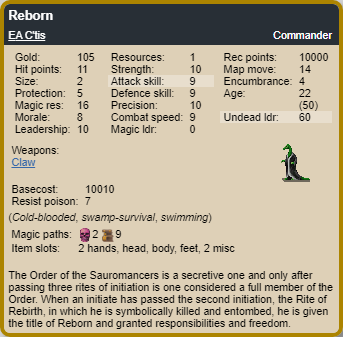 Reborn
EA C'tis Commander
Gold: 105 Resources: 1 Rec points: 10000
Hit points: 11 Strength: 10 Map move: 14
Size: 2 Attack skill: 9 Encumbrance: 4
Protection: 5 Defence skill: 9 Age: 22
Magic res: 16 Precision: 10 (50)
Morale: 8 Combat speed: 9 Undead ldr: 60
Leadership: 10 Magic ldr: 0
Weapons:
Claw
Basecost: 10010
Resist poison: 7
(Cold-blooded, swamp-survival, swimming)
Magic paths: 2 9
Item slots: 2 hands, head, body, feet, 2 misc
The Order of the Sauromancers is a secretive one and only after
passing three rites of initiation is one considered a full member of the
Order. When an initiate has passed the second initiation, the Rite of
Rebirth, in which he is symbolically killed and entombed, he is given
the title of Reborn and granted responsibilities and freedom.